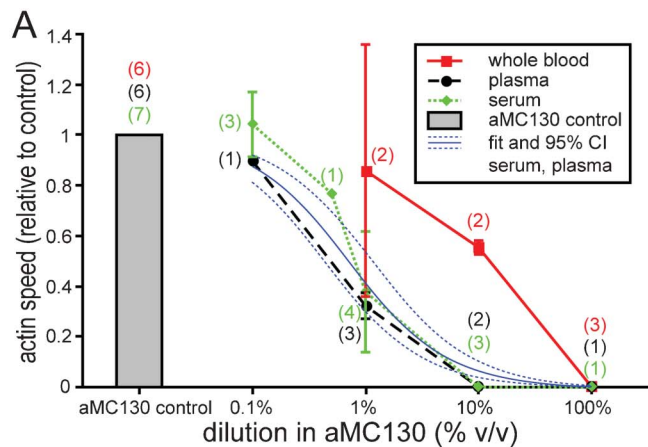 A
actin speed (relative to control)
1.4
1.2
1
0.8
0.6
0.4
0.2
0
(6)
(6)
(7)
(3)
(1)
(1)
(2)
(4)
(3)
(2)
(2)
(3)
(3)
(1)
(1)
whole blood
plasma
serum
aMC130 control
fit and 95% CI
serum, plasma
aMC130 control 0.1% 1% 10% 100%
dilution in aMC130 (% v/v)